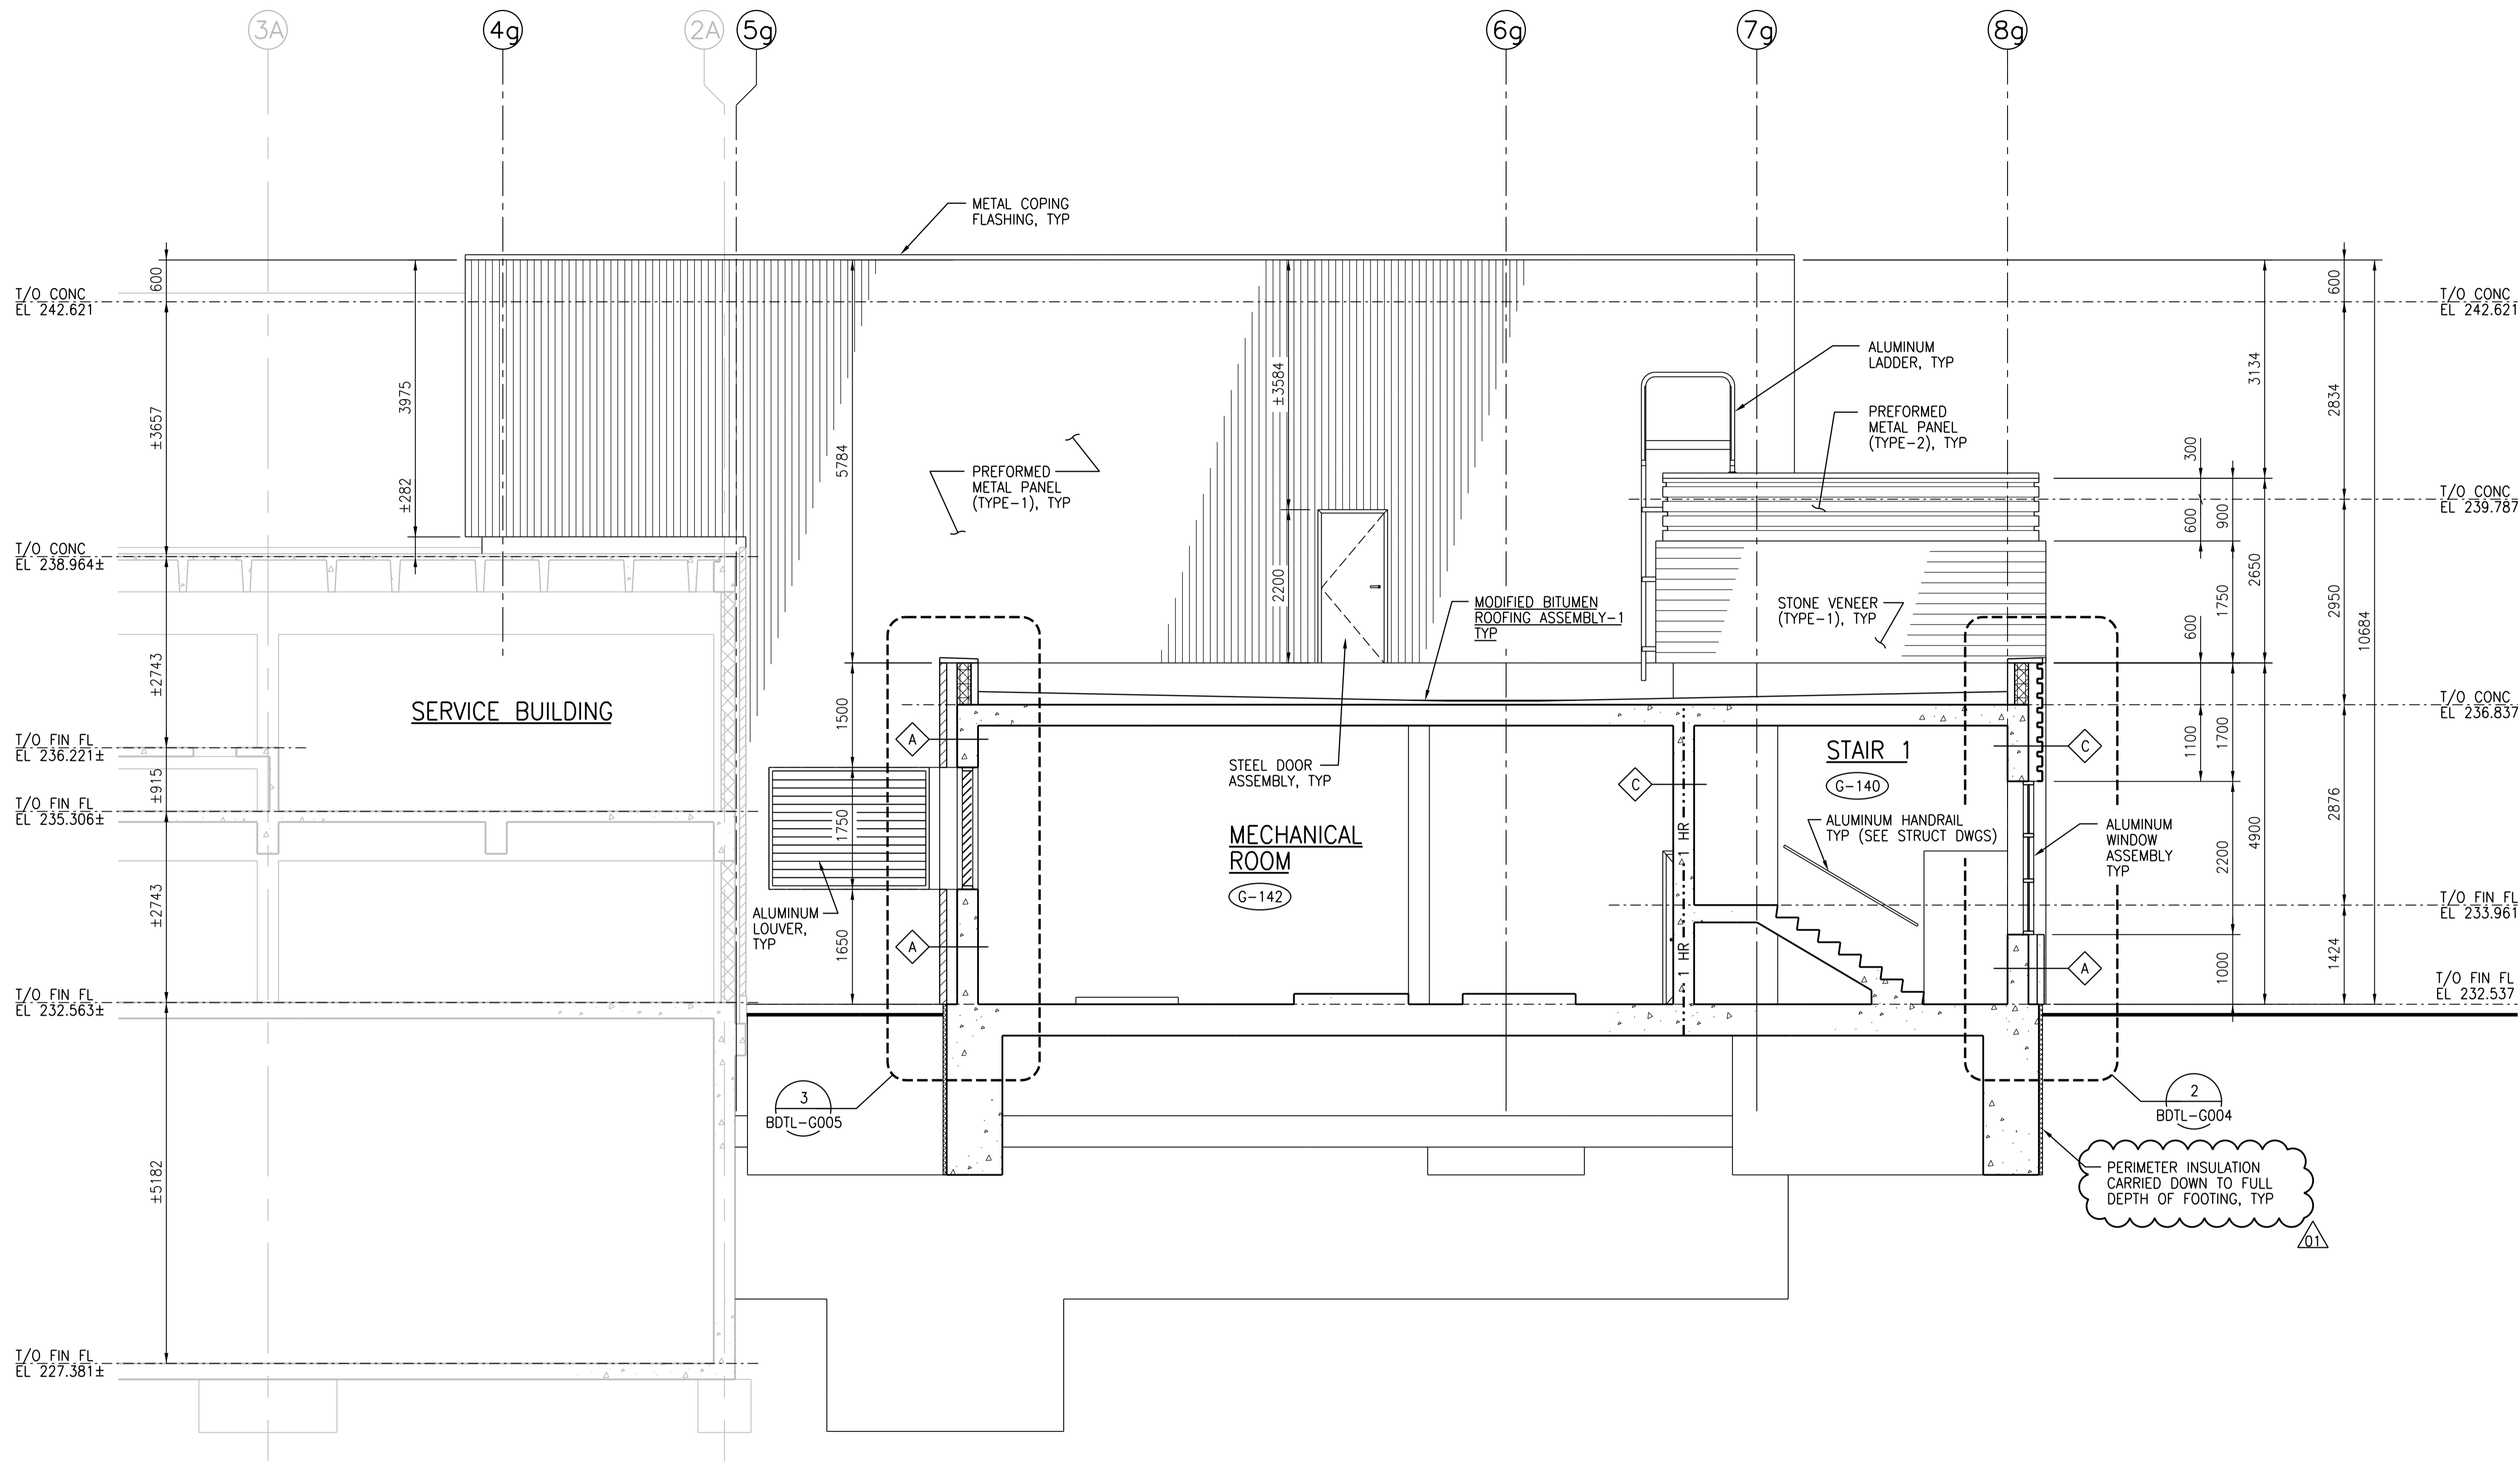 3A
4g
2A
5g
6g
7g
8g
METAL COPING
FLASHING, TYP
600
T/O CONC
EL 242.621
±3657
3975
±282
5784
PREFORMED
METAL PANEL
(TYPE-1), TYP
±3584
2200
ALUMINUM
LADDER, TYP
PREFORMED
METAL PANEL
(TYPE-2), TYP
3134
600
T/O CONC
EL 242.621
2834
300
600
900
T/O CONC
EL 239.787
T/O CONC
EL 238.964±
MODIFIED BITUMEN
ROOFING ASSEMBLY-1
TYP
STONE VENEER
(TYPE-1), TYP
2650
1750
600
2950
10684
±2743
SERVICE BUILDING
1500
A
STEEL DOOR
ASSEMBLY, TYP
C
STAIR 1
G-140
C
1100
1700
T/O CONC
EL 236.837
T/O FIN FL
EL 236.221±
±915
T/O FIN FL
EL 235.306±
1750
MECHANICAL
ROOM
G-142
1 HR
ALUMINUM HANDRAIL
TYP (SEE STRUCT DWGS)
ALUMINUM
WINDOW
ASSEMBLY
TYP
2200
4900
2876
±2743
ALUMINUM
LOUVER,
TYP
1650
A
1 HR
A
1000
1424
T/O FIN FL
EL 233.961
T/O FIN FL
EL 232.563±
T/O FIN FL
EL 232.537
3
BDTL-G005
2
BDTL-G004
±5182
PERIMETER INSULATION
CARRIED DOWN TO FULL
DEPTH OF FOOTING, TYP
01
T/O FIN FL
EL 227.381±